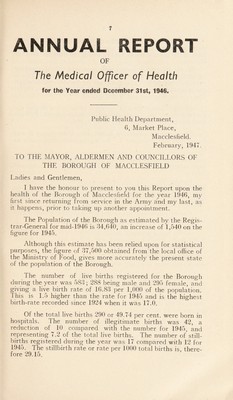 7
ANNUAL REPORT
OF
The Medical Officer of Health
for the Year ended December 31st, 1946.
Public Health Department,
6, Market Place,
Macclesfield.
February, 1947.
TO THE MAYOR, ALDERMEN AND COUNCILLORS OF
THE BOROUGH OF MACCLESFIELD
Ladies and Gentlemen,
I have the honour to present to you this Report upon the
health of the Borough of Macclesfield for the year 1946, my
first since returning from service in the Army and my last, as
it happens, prior to taking up another appointment.
The Population of the Borough as estimated by the Regis-
trar-General for mid-1946 is 34,640, an increase of 1,540 on the
figure for 1945.
Although this estimate has been relied upon for statistical
purposes, the figure of 37,500 obtained from the local office of
the Ministry of Food, gives more accurately the present state
of the population of the Borough.
The number of live births registered for the Borough
during the year was 583; 288 being male and 295 female, and
giving a live birth rate of 16.83 per 1,000 of the population.
This is 1.5 higher than the rate for 1945 and is the highest
birth-rate recorded since 1924 when it was 17.0.
Of the total live births 290 or 49.74 per cent. were born in
hospitals. The number of illegitimate births was 42, a
reduction of 10 compared with the number for 1945, and
representing 7.2 of the total live births. The number of still-
births registered during the year was 17 compared with 12 for
1945. The stillbirth rate or rate per 1000 total births is, there-
fore 29.15.